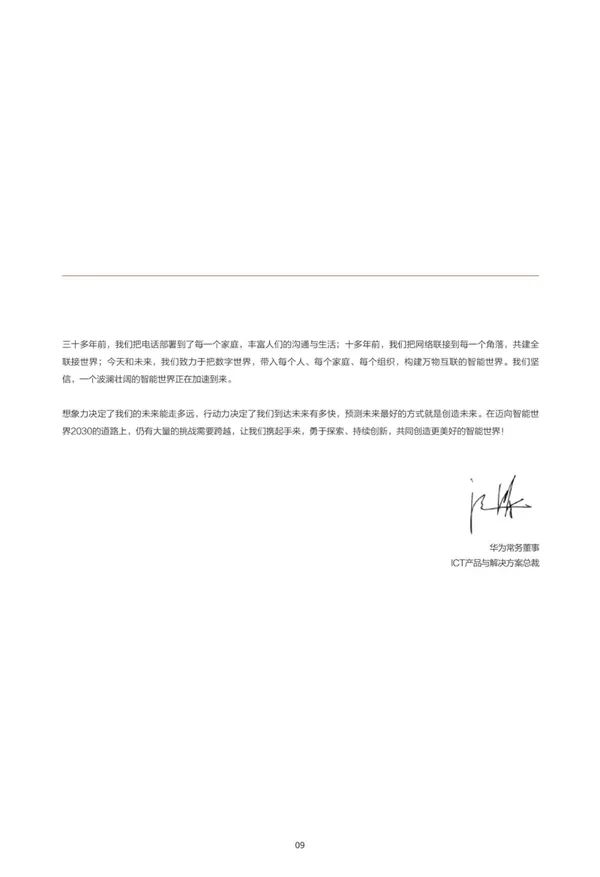 三十多年前，我们把电话部署到了每一个家庭，丰富人们的沟通与生活；十多年前，我们把网络联接到每一个角落，共建全
联接世界；今天和未来，我们致力于把数字世界，带入每个人、每个家庭、每个组织，构建万物互联的智能世界。我们坚
信，一个波澜壮阔的智能世界正在加速到来。
想象力决定了我们的未来能走多远，行动力决定了我们到达未来有多快，预测未来最好的方式就是创造未来。在迈向智能世
界2030的道路上，仍有大量的挑战需要跨越，让我们携起手来，勇于探索、持续创新，共同创造更美好的智能世界！
华为常务董事
ICT产品与解决方案总裁
09